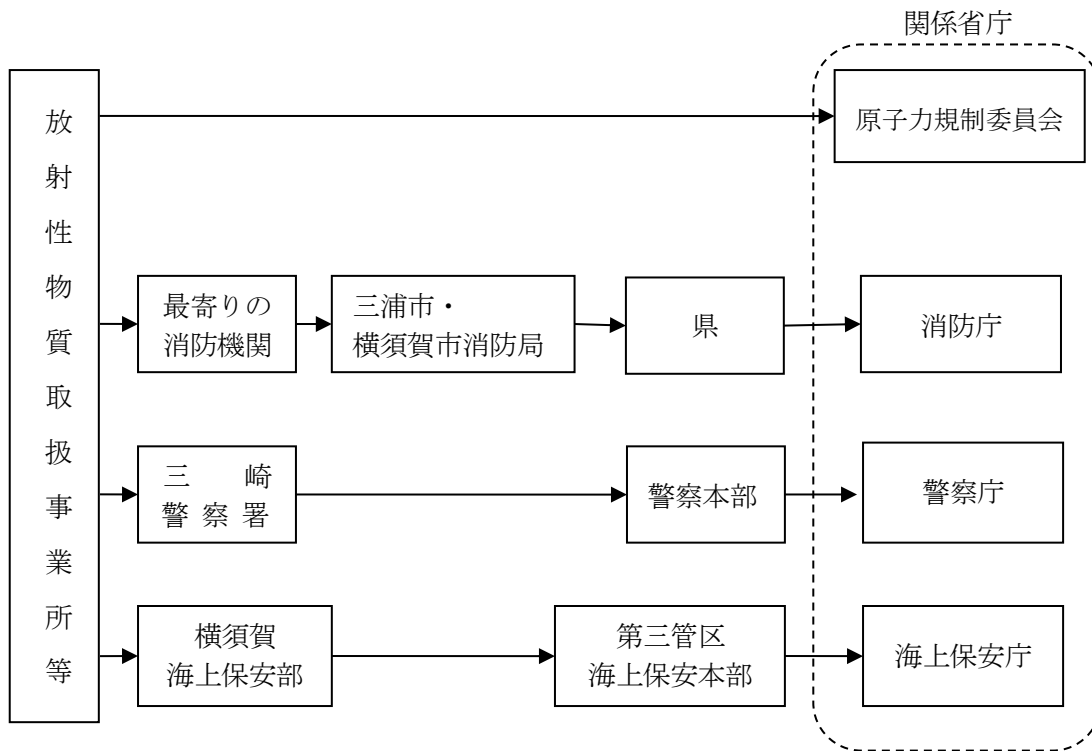 関係省庁
放射性物質取扱事業所等
原子力規制委員会
最寄りの
消防機関
三浦市・
横須賀市消防局
県
消防庁
三　崎
警 察 署
警察本部
警察庁
横須賀
海上保安部
第三管区
海上保安本部
海上保安庁